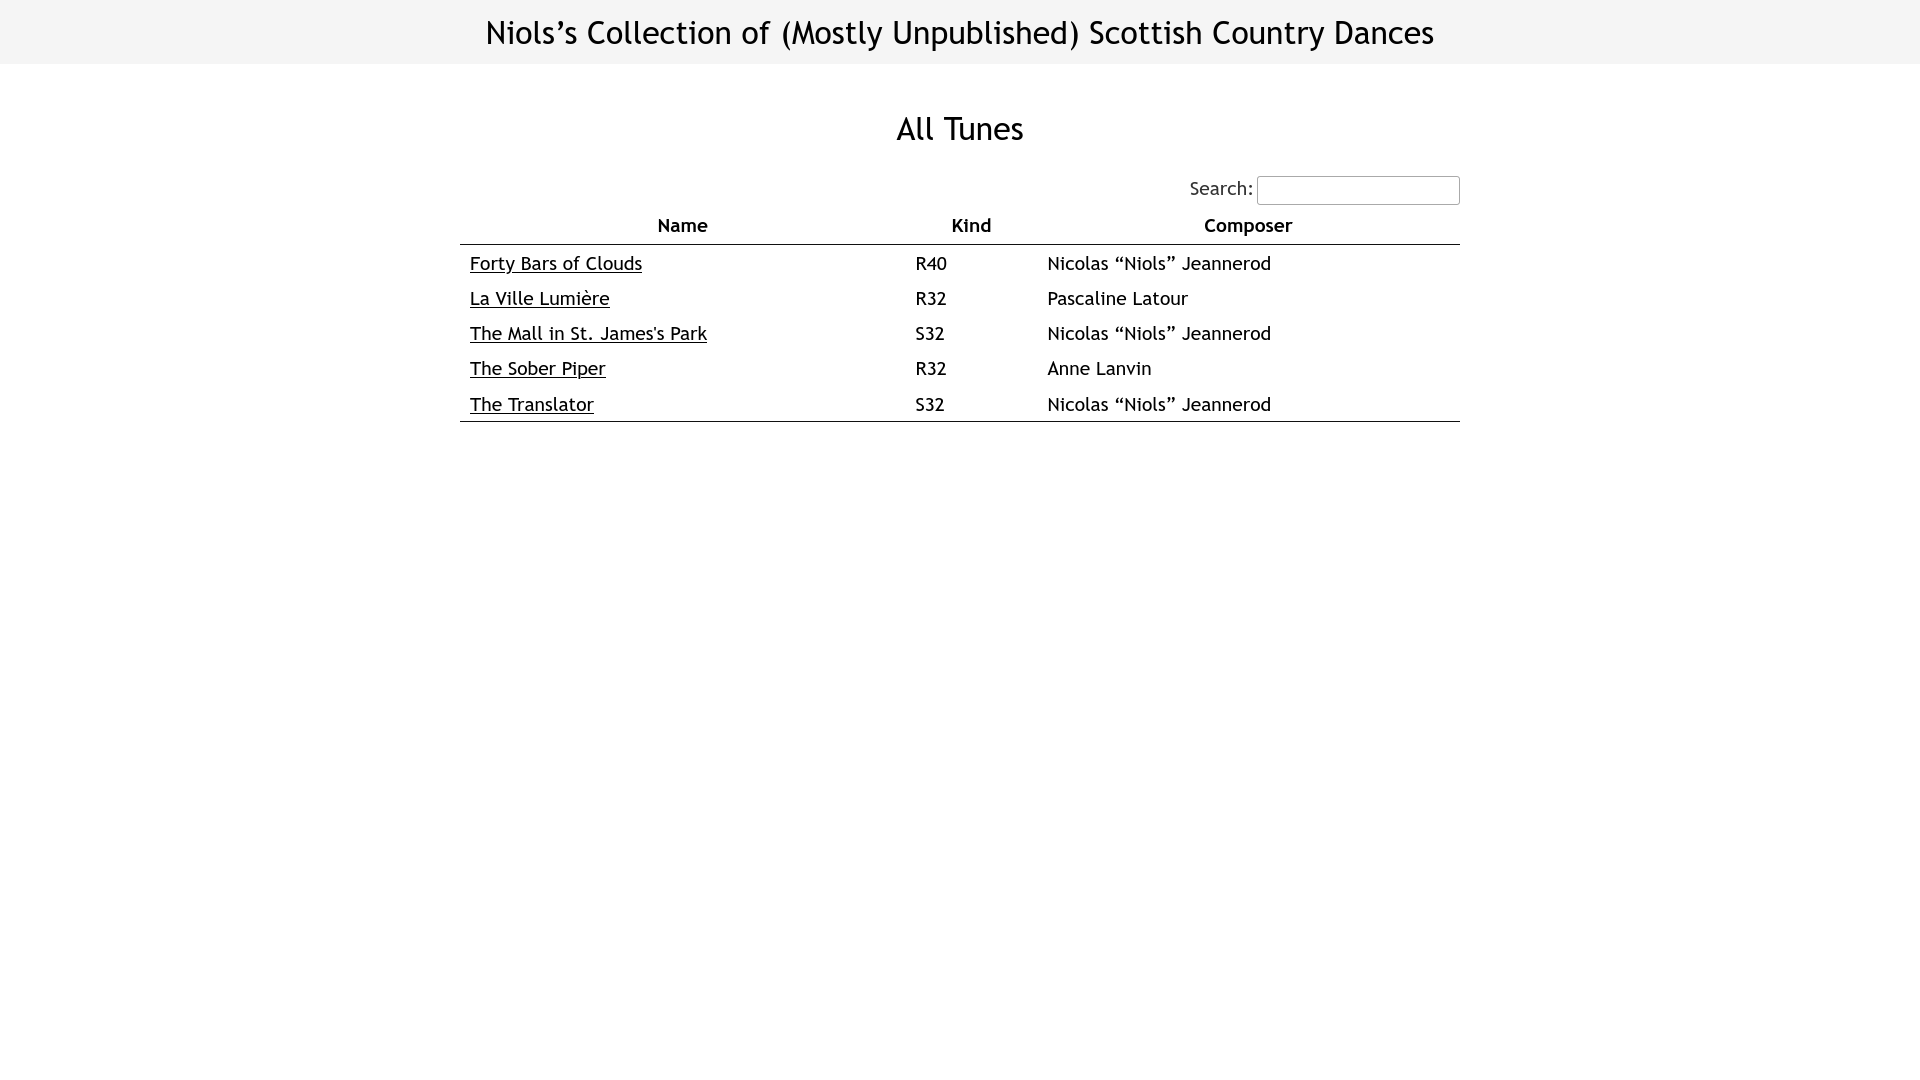 Niols’s Collection of (Mostly Unpublished) Scottish Country Dances
All Tunes
Search:
Name Kind Composer
Forty Bars of Clouds R40 Nicolas “Niols” Jeannerod
La Ville Lumière R32 Pascaline Latour
The Mall in St. James's Park S32 Nicolas “Niols” Jeannerod
The Sober Piper R32 Anne Lanvin
The Translator S32 Nicolas “Niols” Jeannerod